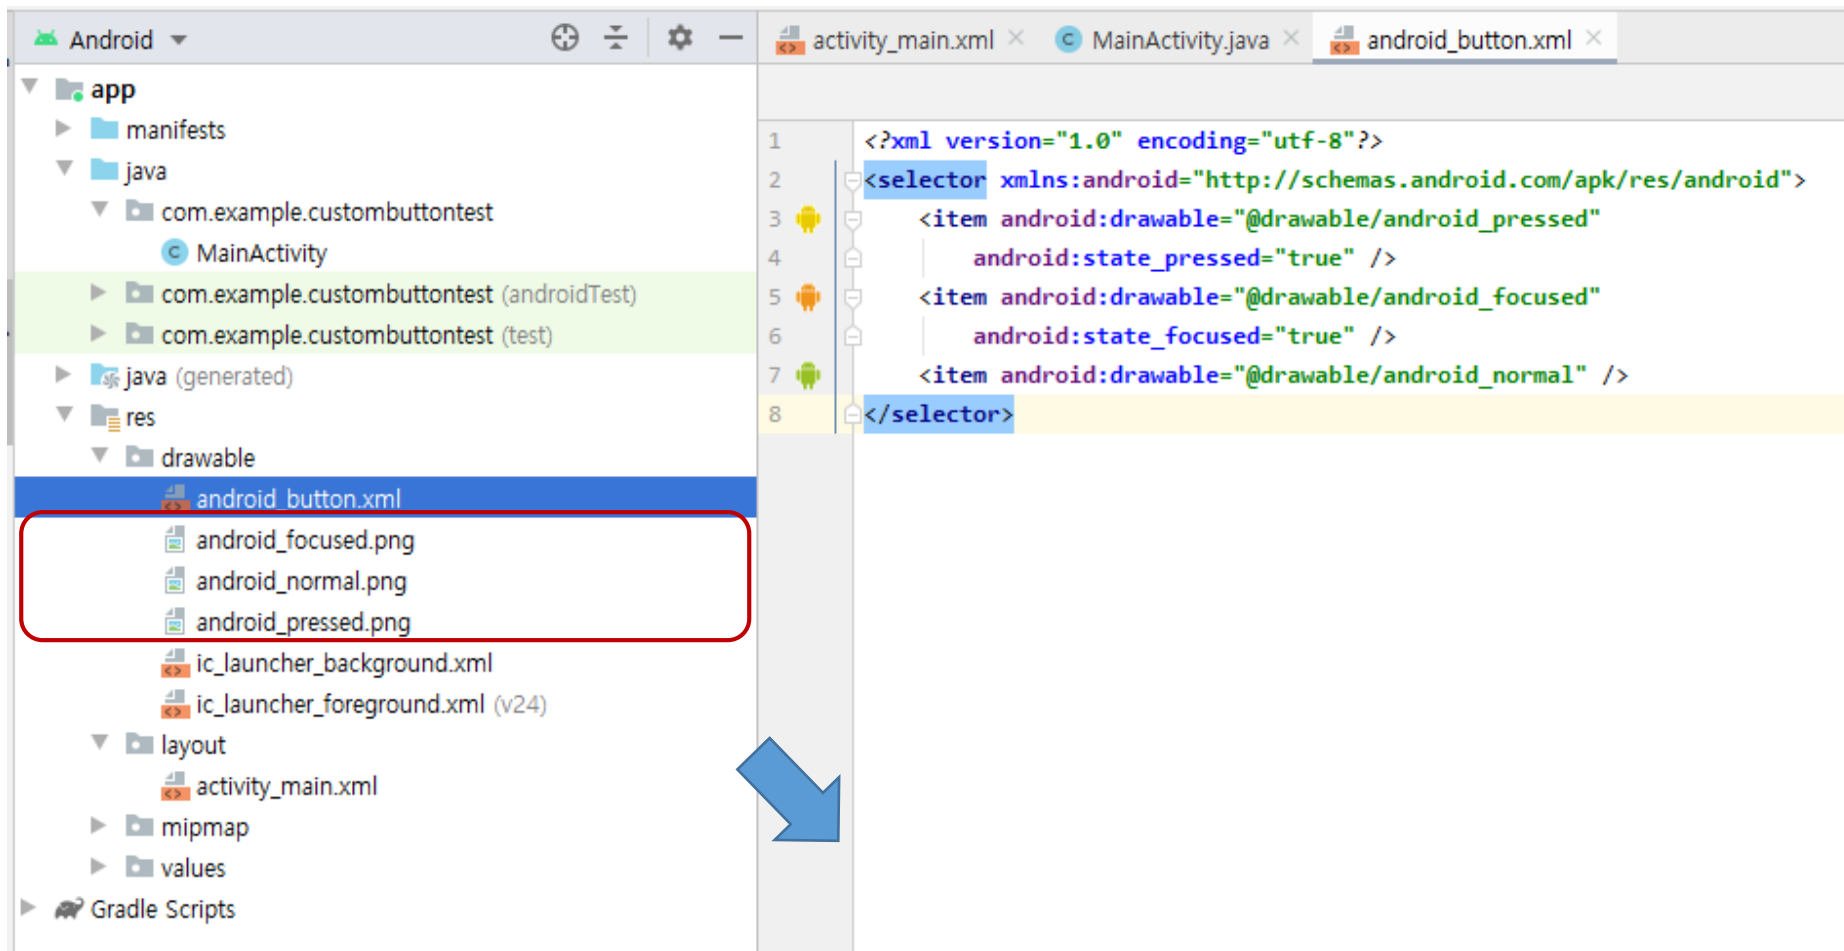 Android
app
manifests
java
com.example.custombuttontest
MainActivity
com.example.custombuttontest (androidTest)
com.example.custombuttontest (test)
java (generated)
res
drawable
android_button.xml
android_focused.png
android_normal.png
android_pressed.png
ic_launcher_background.xml
ic_launcher_foreground.xml (v24)
layout
activity_main.xml
mipmap
values
Gradle Scripts
activity_main.xml MainActivity.java android_button.xml
1 <?xml version="1.0" encoding="utf-8"?>
2 <selector xmlns:android="http://schemas.android.com/apk/res/android">
3 <item android:drawable="@drawable/android_pressed"
4 android:state_pressed="true" />
5 <item android:drawable="@drawable/android_focused"
6 android:state_focused="true" />
7 <item android:drawable="@drawable/android_normal" />
8 </selector>